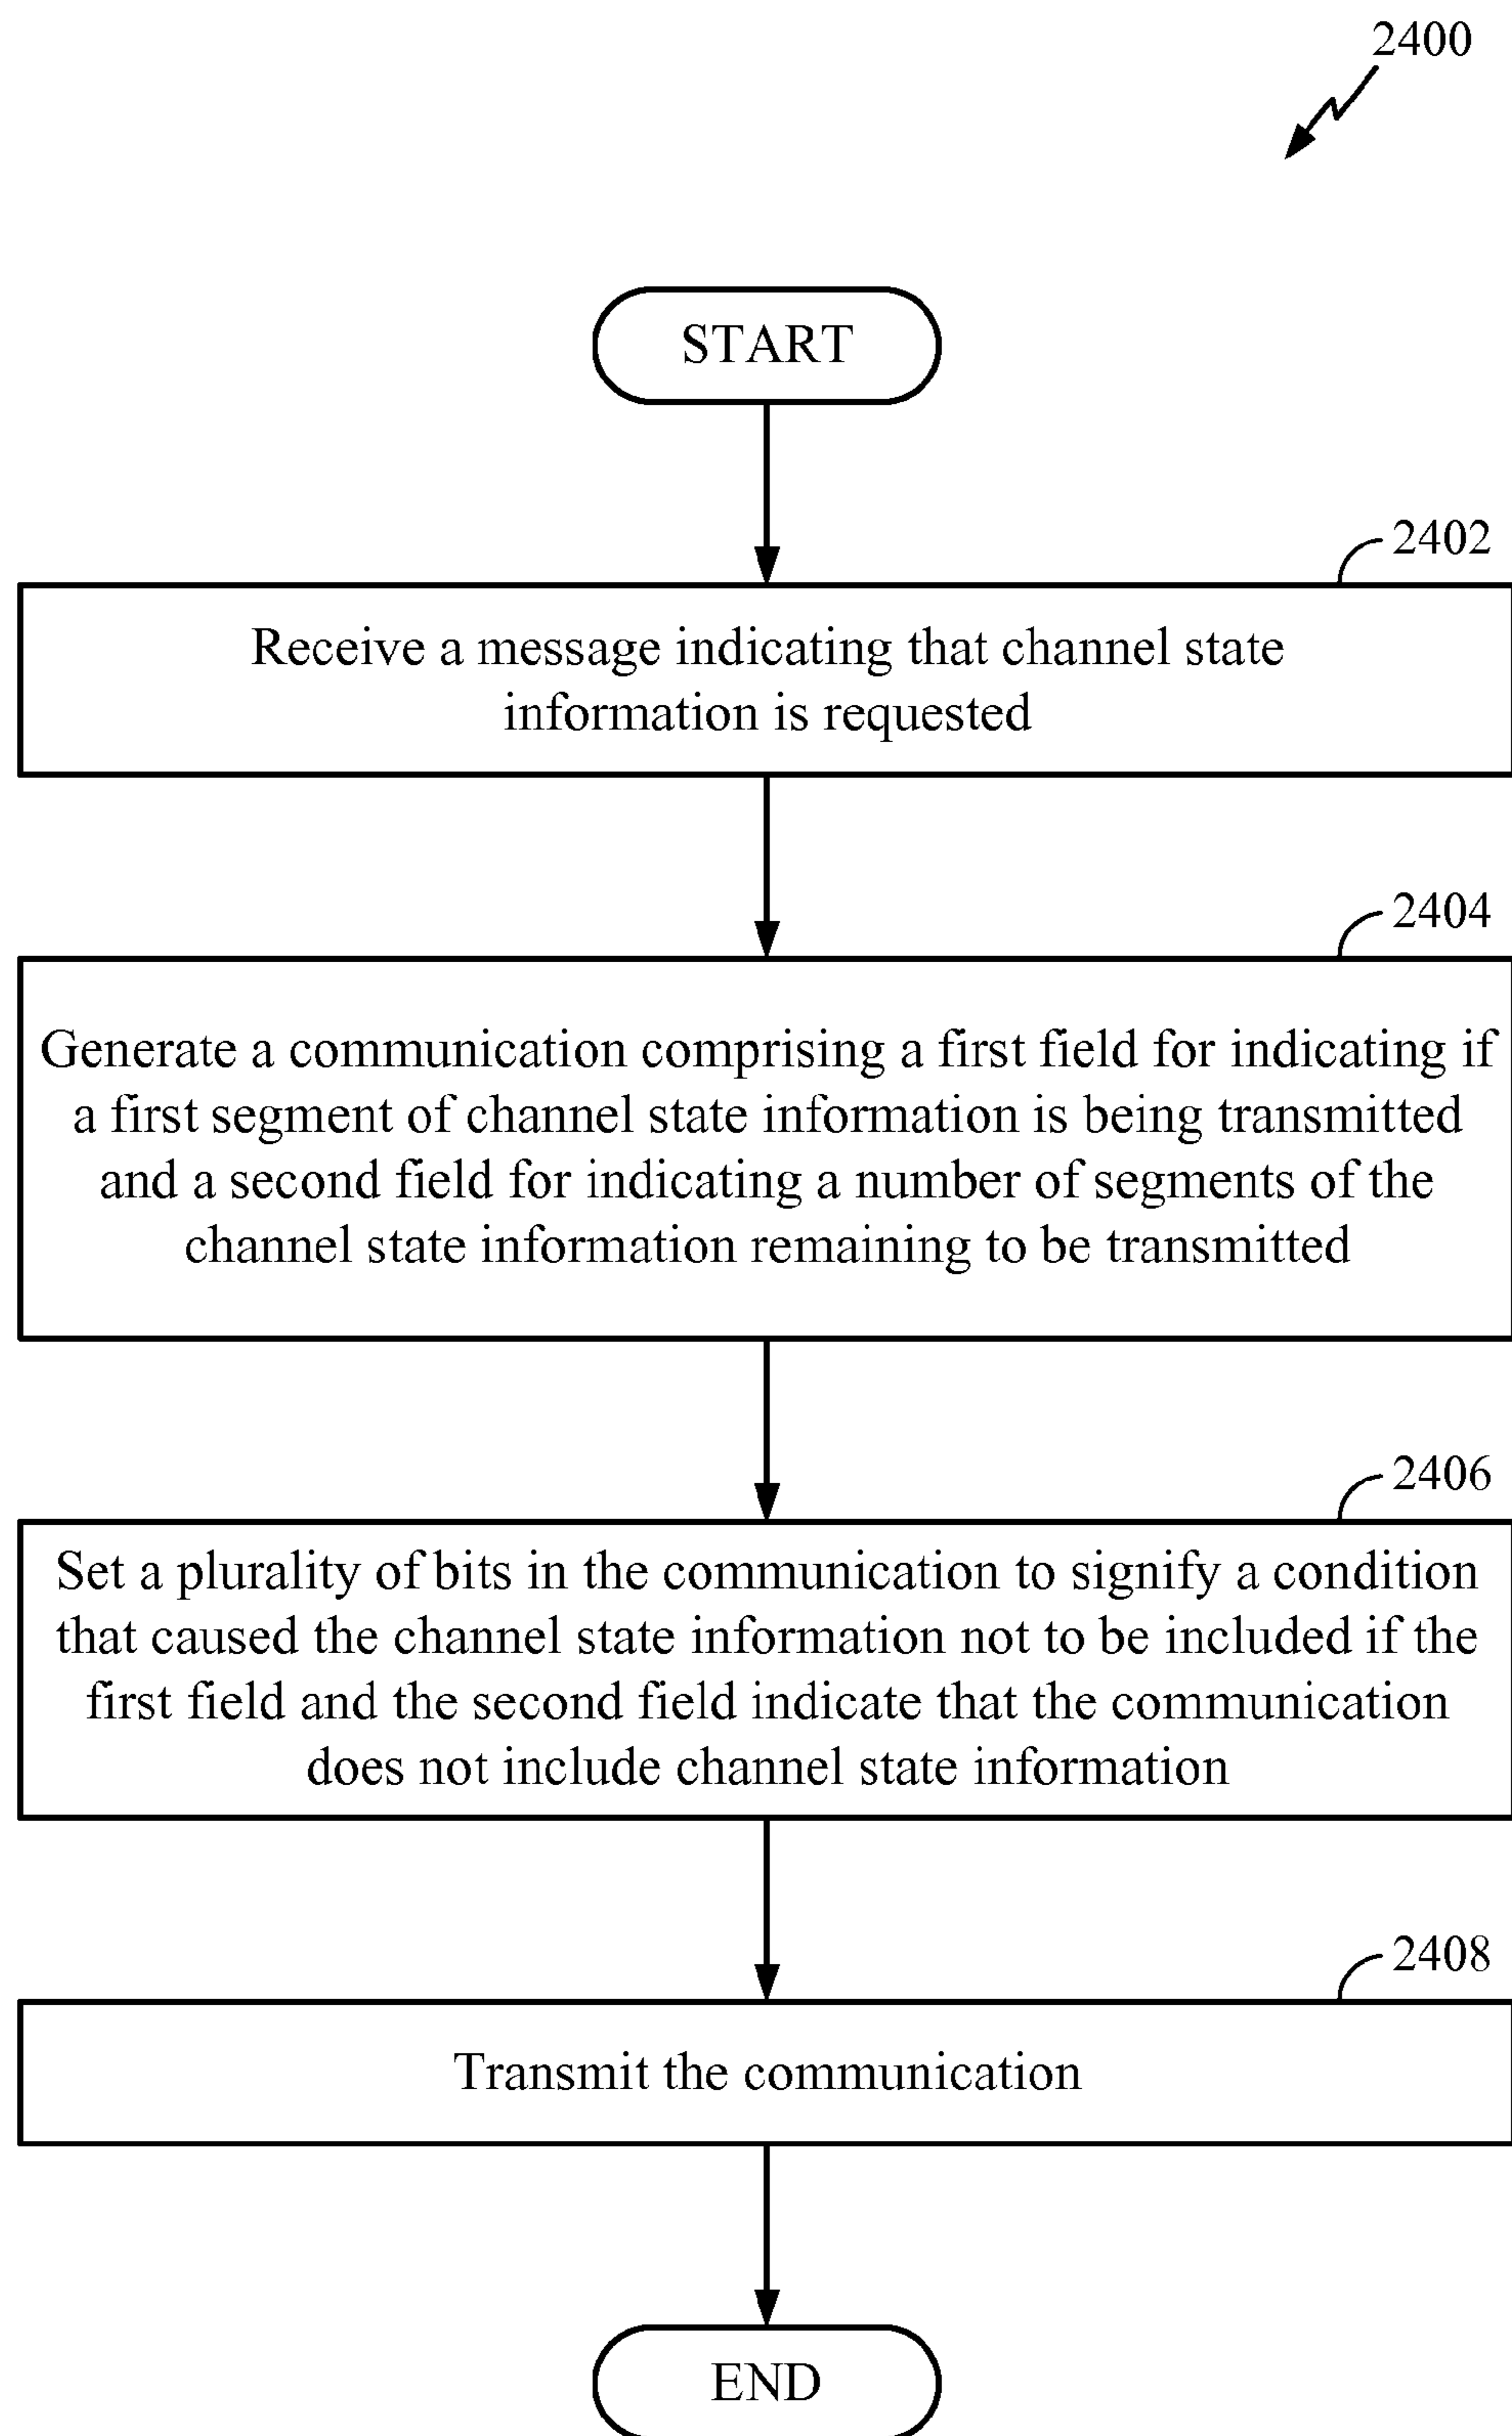 2400
START
2402
Receive a message indicating that channel state
information is requested
2404
Generate a communication comprising a first field for indicating if
a first segment of channel state information is being transmitted
and a second field for indicating a number of segments of the
channel state information remaining to be transmitted
2406
Set a plurality of bits in the communication to signify a condition
that caused the channel state information not to be included if the
first field and the second field indicate that the communication
does not include channel state information
2408
Transmit the communication
END